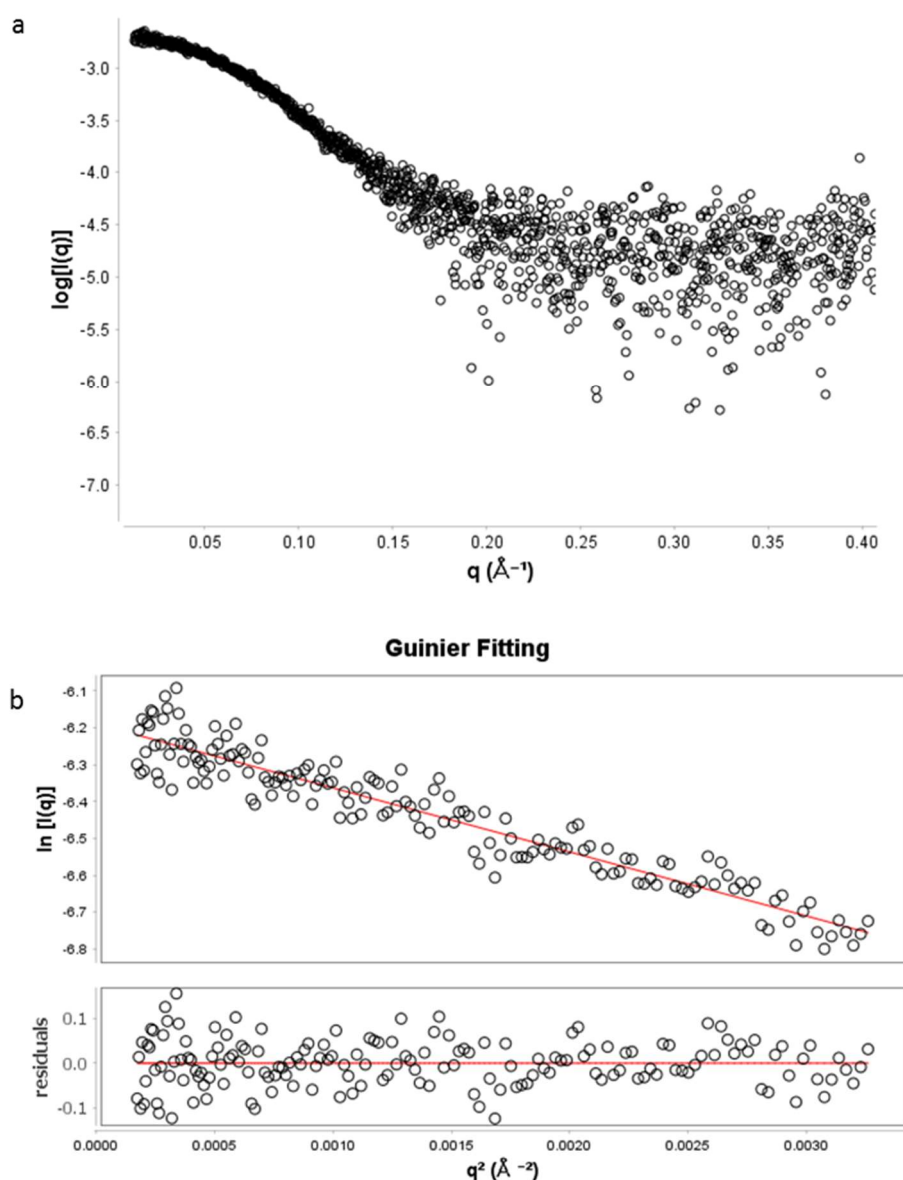 a
-3.0
-3.5
-4.0
-4.5
-5.0
-5.5
-6.0
-6.5
-7.0
log[I(q)]
0.05 0.10 0.15 0.20 0.25 0.30 0.35 0.40
q (Å⁻¹)
Guinier Fitting
b
-6.1
-6.2
-6.3
-6.4
-6.5
-6.6
-6.7
-6.8
ln [I(q)]
0.1
0.0
-0.1
residuals
0.0000 0.0005 0.0010 0.0015 0.0020 0.0025 0.0030
q² (Å ⁻²)